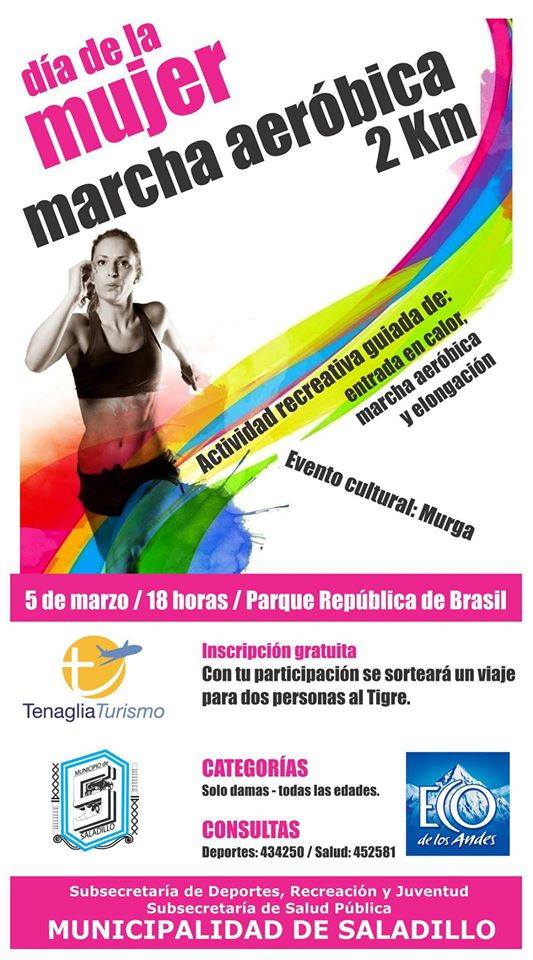 día de la
mujer
marcha aeróbica
2 Km
Actividad recreativa guiada de:
entrada en calor,
marcha aeróbica
y elongación
Evento cultural: Murga
5 de marzo / 18 horas / Parque República de Brasil
TenagliaTurismo
Inscripción gratuita
Con tu participación se sorteará un viaje
para dos personas al Tigre.
MUNICIPIO de
S
SALADILLO
CATEGORÍAS
Solo damas - todas las edades.
CONSULTAS
Deportes: 434250 / Salud: 452581
ECO
de los Andes
Subsecretaría de Deportes, Recreación y Juventud
Subsecretaría de Salud Pública
MUNICIPALIDAD DE SALADILLO